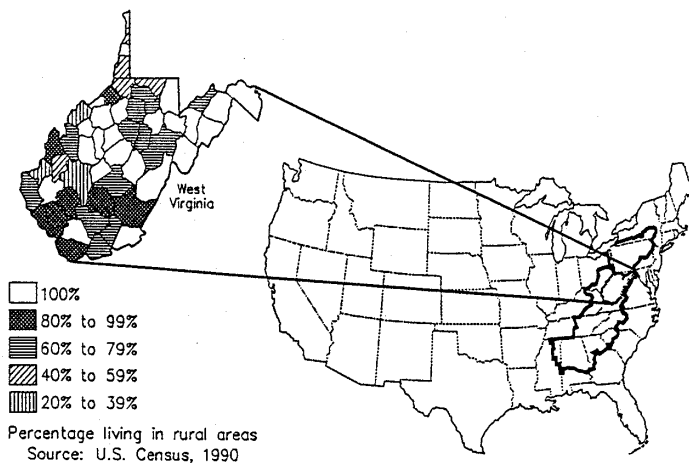 West
Virginia
100%
80% to 99%
60% to 79%
40% to 59%
20% to 39%
Percentage living in rural areas
Source: U.S. Census, 1990